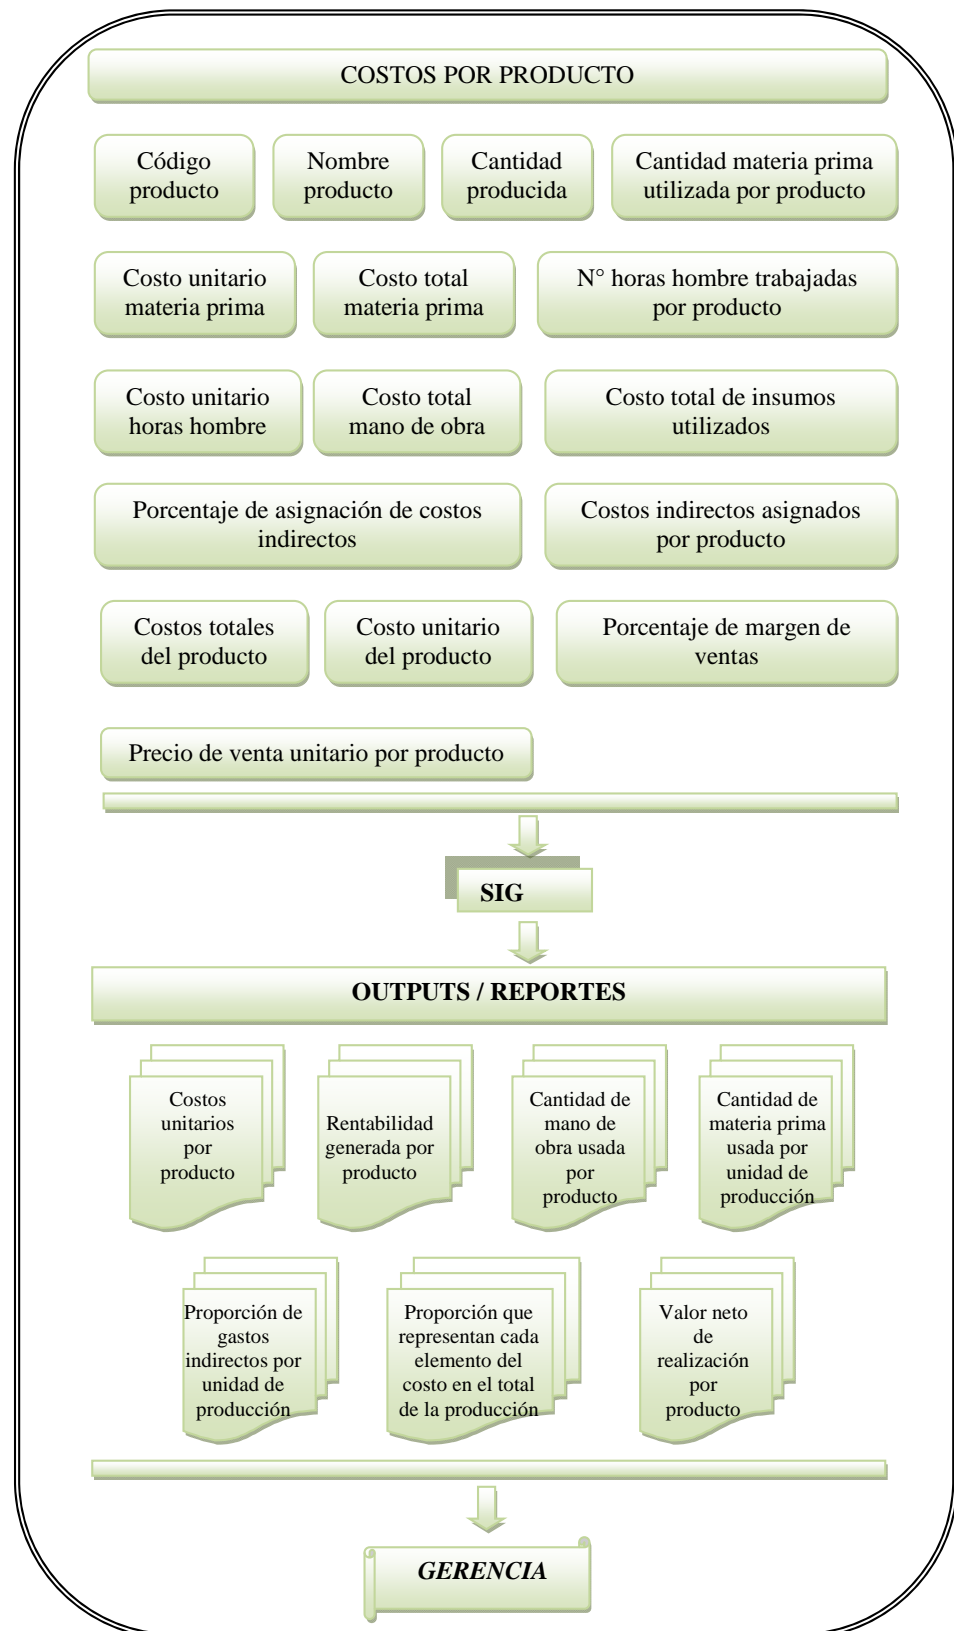 COSTOS POR PRODUCTO
Código
producto
Nombre
producto
Cantidad
producida
Cantidad materia prima
utilizada por producto
Costo unitario
materia prima
Costo total
materia prima
N° horas hombre trabajadas
por producto
Costo unitario
horas hombre
Costo total
mano de obra
Costo total de insumos
utilizados
Porcentaje de asignación de costos
indirectos
Costos indirectos asignados
por producto
Costos totales
del producto
Costo unitario
del producto
Porcentaje de margen de
ventas
Precio de venta unitario por producto
SIG
OUTPUTS / REPORTES
Costos
unitarios
por
producto
Rentabilidad
generada por
producto
Cantidad de
mano de
obra usada
por
producto
Cantidad de
materia prima
usada por
unidad de
producción
Proporción de
gastos
indirectos por
unidad de
producción
Proporción que
representan cada
elemento del
costo en el total
de la producción
Valor neto
de
realización
por
producto
GERENCIA